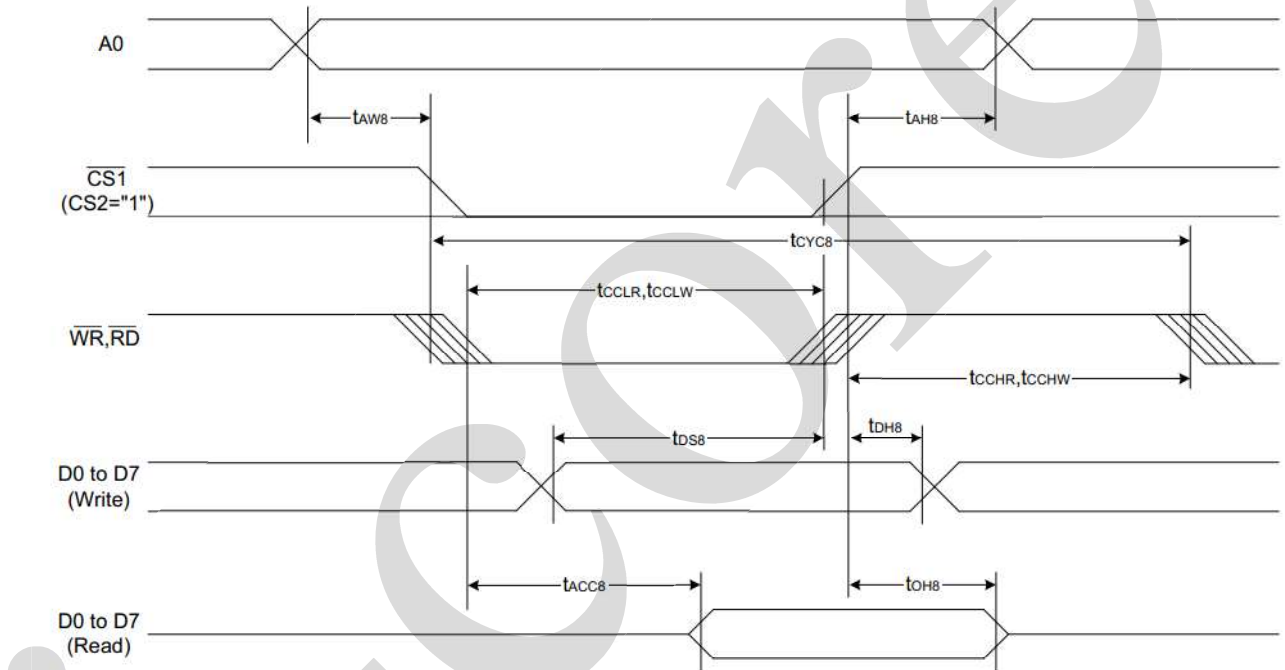 A0
tAW8
tAH8
CS1
(CS2="1")
tCYC8
tCCLR,tCCLW
WR,RD
tCCHR,tCCHW
tDS8
tDH8
D0 to D7
(Write)
tACC8
tOH8
D0 to D7
(Read)